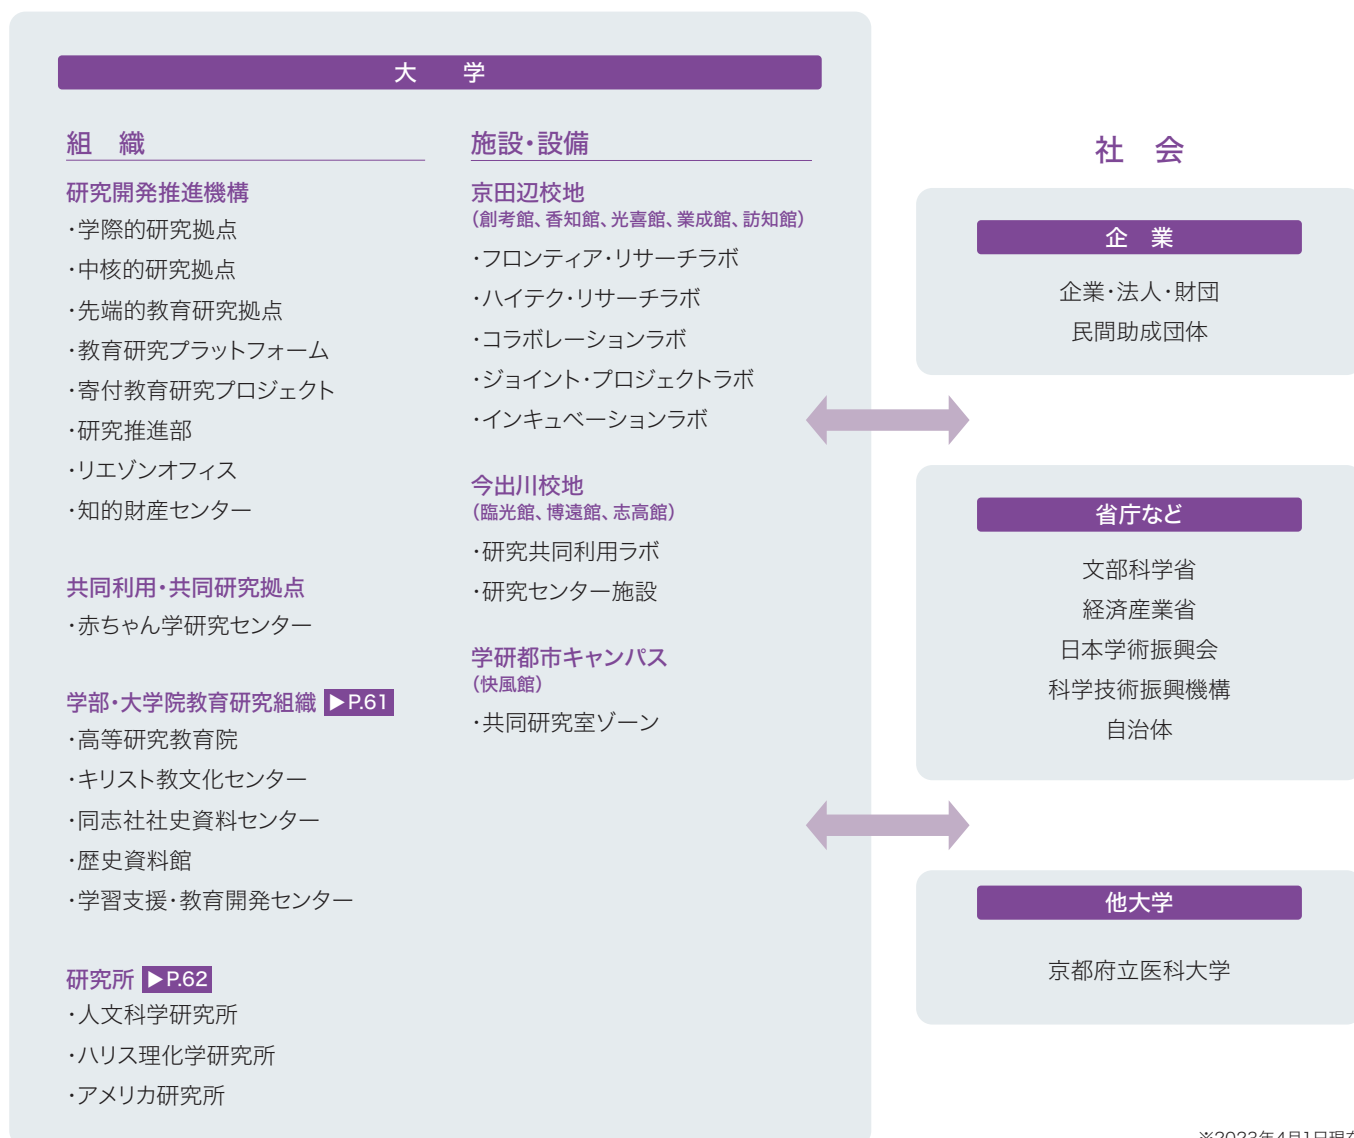 大　学
組　織
研究開発推進機構
・学際的研究拠点
・中核的研究拠点
・先端的教育研究拠点
・教育研究プラットフォーム
・寄付教育研究プロジェクト
・研究推進部
・リエゾンオフィス
・知的財産センター
共同利用・共同研究拠点
・赤ちゃん学研究センター
学部・大学院教育研究組織 ▶P.61
・高等研究教育院
・キリスト教文化センター
・同志社社史資料センター
・歴史資料館
・学習支援・教育開発センター
研究所 ▶P.62
・人文科学研究所
・ハリス理化学研究所
・アメリカ研究所
施設・設備
京田辺校地
（創考館、香知館、光喜館、業成館、訪知館）
・フロンティア・リサーチラボ
・ハイテク・リサーチラボ
・コラボレーションラボ
・ジョイント・プロジェクトラボ
・インキュベーションラボ
今出川校地
（臨光館、博遠館、志高館）
・研究共同利用ラボ
・研究センター施設
学研都市キャンパス
（快風館）
・共同研究室ゾーン
社　会
企　業
企業・法人・財団
民間助成団体
省庁など
文部科学省
経済産業省
日本学術振興会
科学技術振興機構
自治体
他大学
京都府立医科大学
※2023年4月1日現在